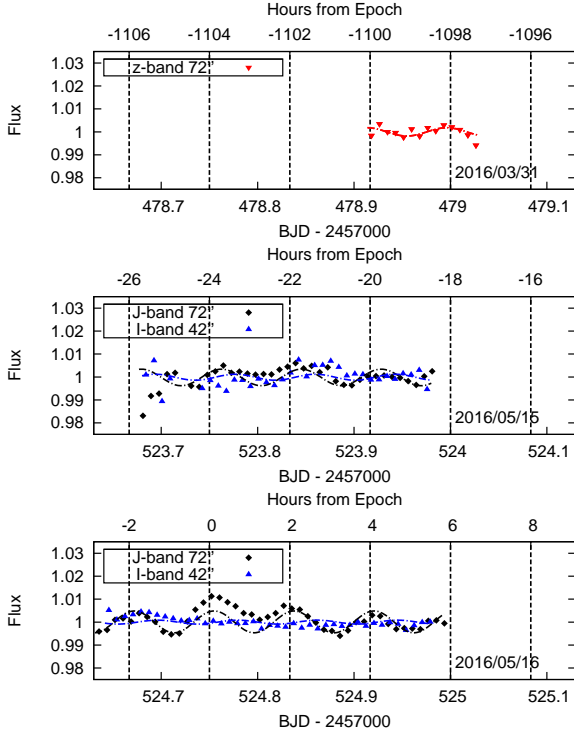 Hours from Epoch
-1106 -1104 -1102 -1100 -1098 -1096
1.03
1.02
1.01
1
0.99
0.98
Flux
z-band 72"
2016/03/31
478.7 478.8 478.9 479 479.1
BJD - 2457000
Hours from Epoch
-26 -24 -22 -20 -18 -16
1.03
1.02
1.01
1
0.99
0.98
Flux
J-band 72"
I-band 42"
2016/05/15
523.7 523.8 523.9 524 524.1
BJD - 2457000
Hours from Epoch
-2 0 2 4 6 8
1.03
1.02
1.01
1
0.99
0.98
Flux
J-band 72"
I-band 42"
2016/05/16
524.7 524.8 524.9 525 525.1
BJD - 2457000